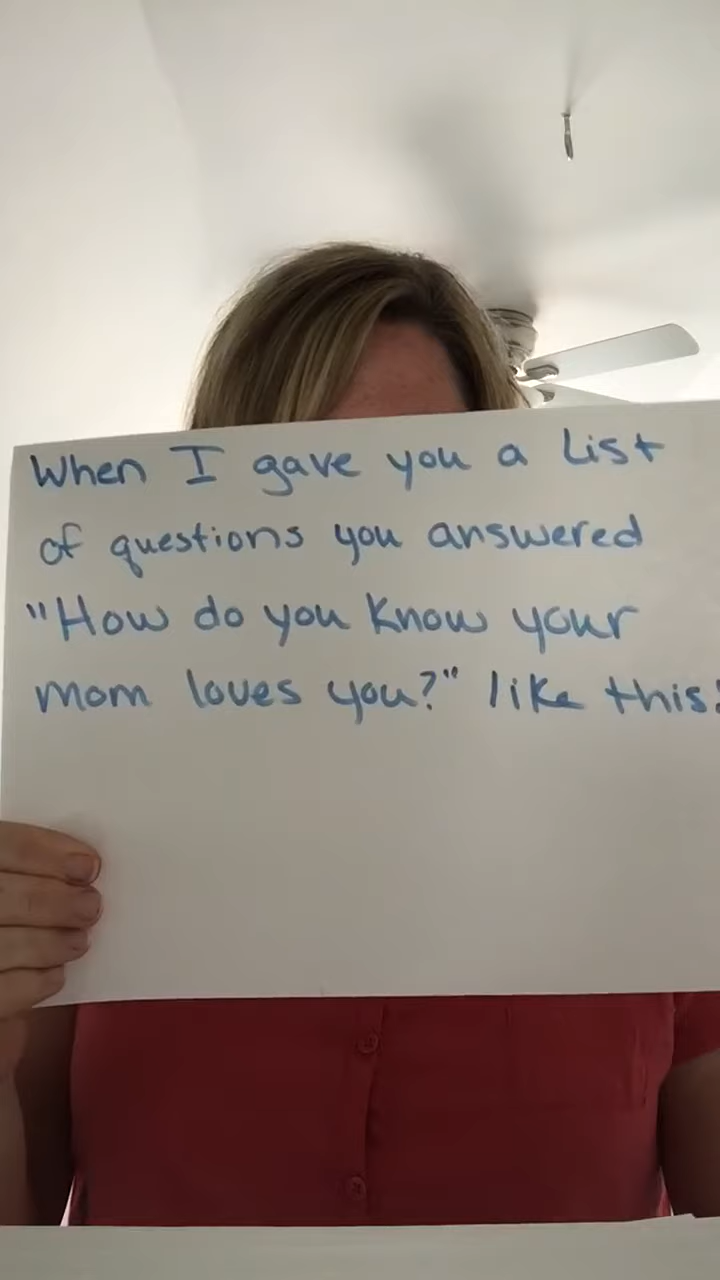 When I gave you a List
of questions you answered
"How do you know your
mom loves you?" like this: